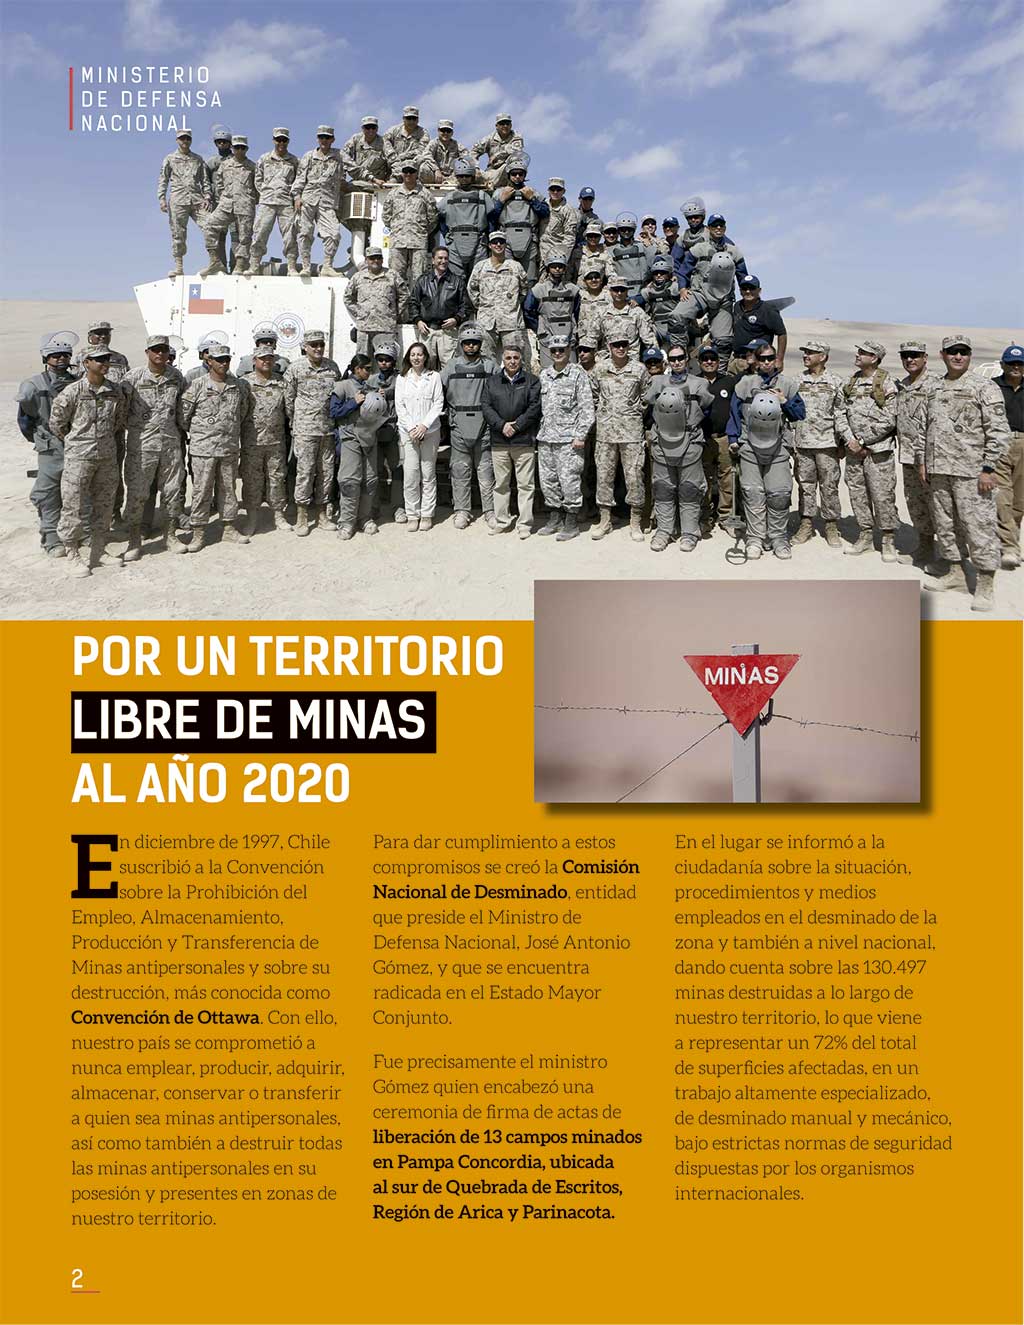 MINISTERIO
DE DEFENSA
NACIONAL
POR UN TERRITORIO
LIBRE DE MINAS
AL AÑO 2020
MINAS
En diciembre de 1997, Chile
suscribió a la Convención
sobre la Prohibición del
Empleo, Almacenamiento,
Producción y Transferencia de
Minas antipersonales y sobre su
destrucción, más conocida como
Convención de Ottawa. Con ello,
nuestro país se comprometió a
nunca emplear, producir, adquirir,
almacenar, conservar o transferir
a quien sea minas antipersonales,
así como también a destruir todas
las minas antipersonales en su
posesión y presentes en zonas de
nuestro territorio.
Para dar cumplimiento a estos
compromisos se creó la Comisión
Nacional de Desminado, entidad
que preside el Ministro de
Defensa Nacional, José Antonio
Gómez, y que se encuentra
radicada en el Estado Mayor
Conjunto.
Fue precisamente el ministro
Gómez quien encabezó una
ceremonia de firma de actas de
liberación de 13 campos minados
en Pampa Concordia, ubicada
al sur de Quebrada de Escritos,
Región de Arica y Parinacota.
En el lugar se informó a la
ciudadanía sobre la situación,
procedimientos y medios
empleados en el desminado de la
zona y también a nivel nacional,
dando cuenta sobre las 130.497
minas destruidas a lo largo de
nuestro territorio, lo que viene
a representar un 72% del total
de superficies afectadas, en un
trabajo altamente especializado,
de desminado manual y mecánico,
bajo estrictas normas de seguridad
dispuestas por los organismos
internacionales.
2